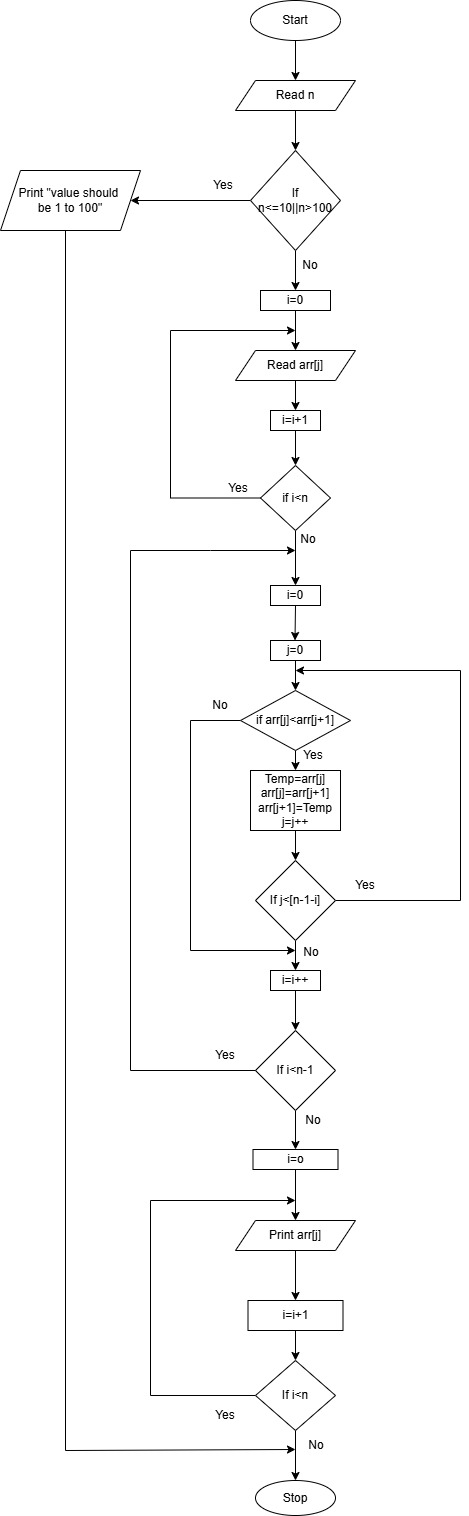 Start
Read n
If
n<=10||n>100
Yes
Print "value should
be 1 to 100"
No
i=0
Read arr[j]
i=i+1
if i<n
Yes
No
i=0
j=0
if arr[j]<arr[j+1]
No
Yes
Temp=arr[j]
arr[j]=arr[j+1]
arr[j+1]=Temp
j=j++
If j<[n-1-i]
Yes
No
i=i++
If i<n-1
Yes
No
i=o
Print arr[j]
i=i+1
If i<n
Yes
No
Stop